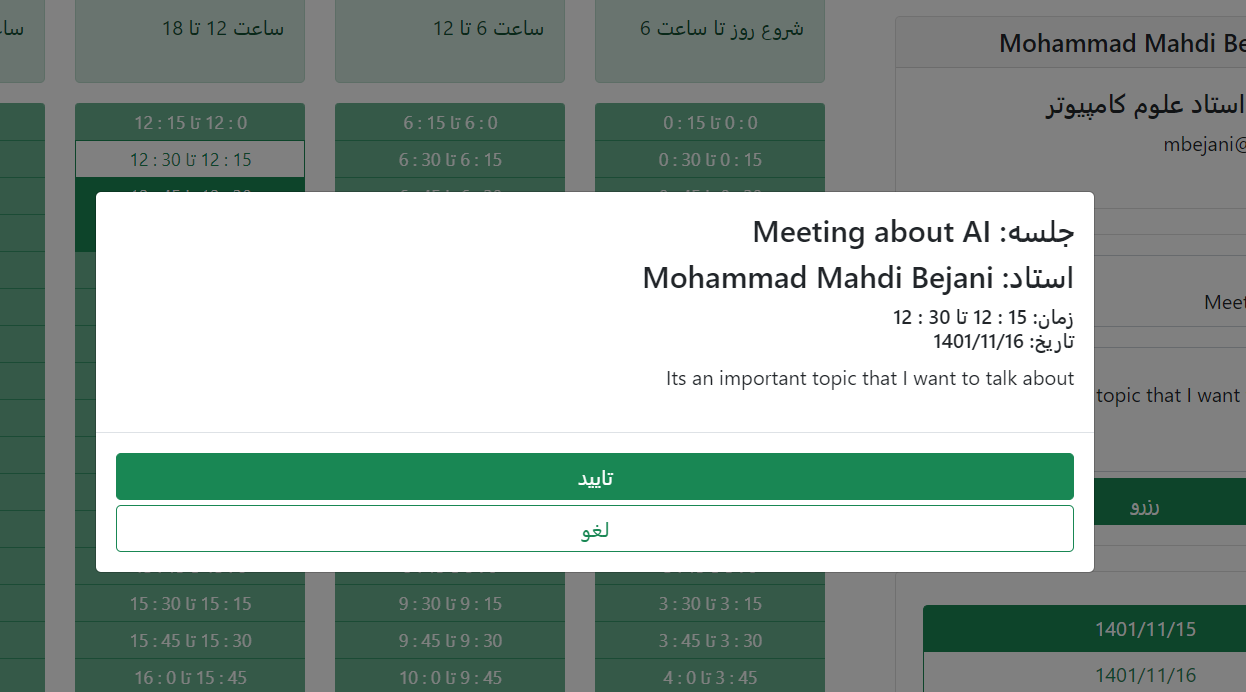 Mohammad Mahdi
استاد علوم کامپیوتر
شروع روز تا ساعت 6
ساعت 6 تا 12
ساعت 12 تا 18
0 : 0 تا 15 : 0
0 : 15 تا 30 : 0
6 : 0 تا 15 : 6
6 : 15 تا 30 : 6
12 : 0 تا 15 : 12
12 : 15 تا 30 : 12
جلسه: Meeting about AI
استاد: Mohammad Mahdi Bejani
زمان: 15 : 12 تا 30 : 12
تاریخ: 1401/11/16
Its an important topic that I want to talk about
تایید
لغو
topic that I want
رزرو
3 : 15 تا 30 : 3
3 : 30 تا 45 : 3
3 : 45 تا 0 : 4
9 : 15 تا 30 : 9
9 : 30 تا 45 : 9
9 : 45 تا 0 : 10
15 : 15 تا 30 : 15
15 : 30 تا 45 : 15
15 : 45 تا 0 : 16
1401/11/15
1401/11/16